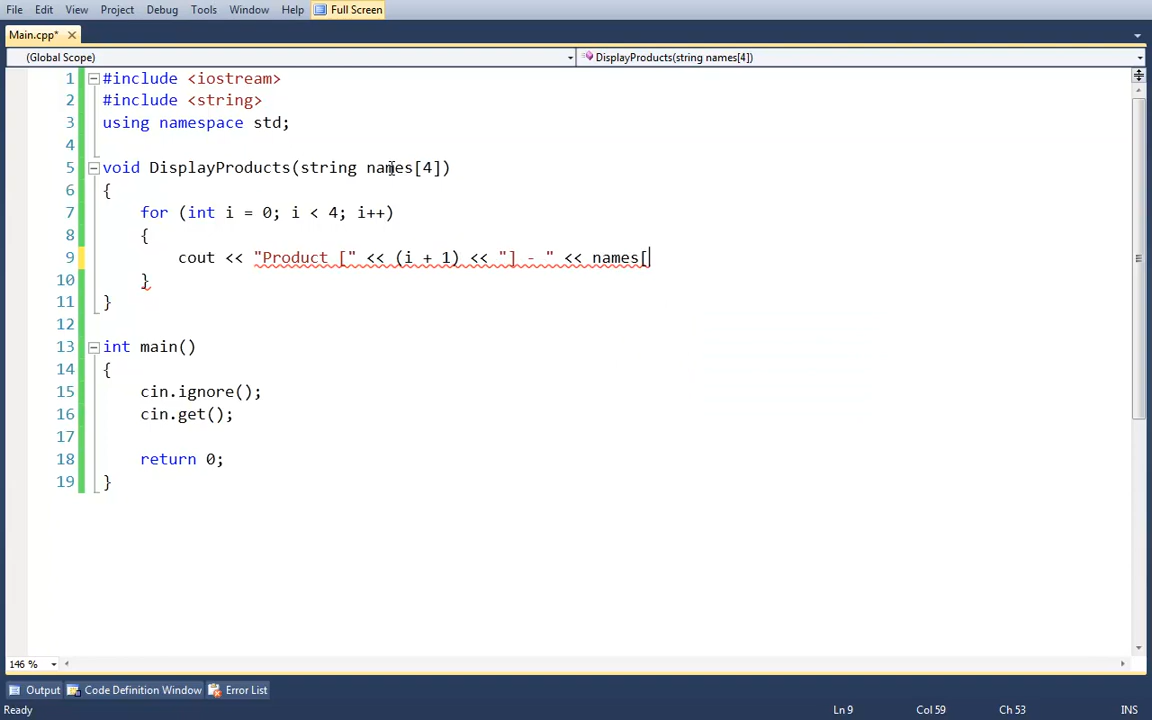 File Edit View Project Debug Tools Window Help Full Screen
Main.cpp*
(Global Scope) DisplayProducts(string names[4])
1 #include <iostream>
2 #include <string>
3 using namespace std;
4
5 void DisplayProducts(string names[4])
6 {
7 for (int i = 0; i < 4; i++)
8 {
9 cout << "Product [" << (i + 1) << "] - " << names[
10 }
11 }
12
13 int main()
14 {
15 cin.ignore();
16 cin.get();
17
18 return 0;
19 }
146 %
Output Code Definition Window Error List
Ready Ln 9 Col 59 Ch 53 INS